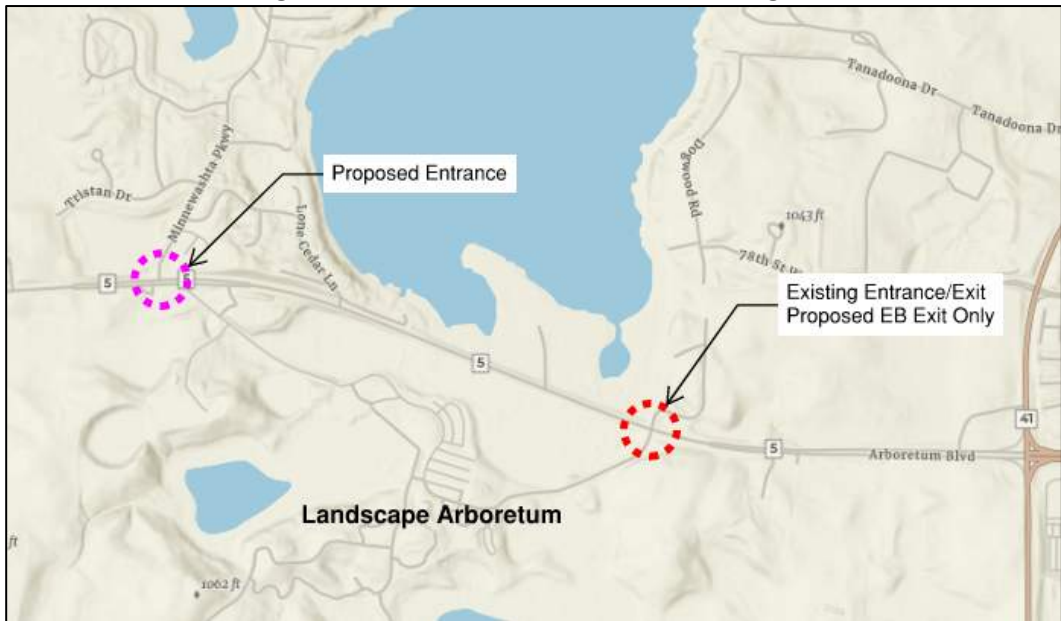 Tanadoona Dr
Tanadoona Dr
Minnewashta Pkwy
Proposed Entrance
Dogwood Rd
Tristan Dr
Lone Cedar Ln
1043 ft
78th St W
5
5
Existing Entrance/Exit
Proposed EB Exit Only
5
41
5
Arboretum Blvd
Landscape Arboretum
ft
1062 ft